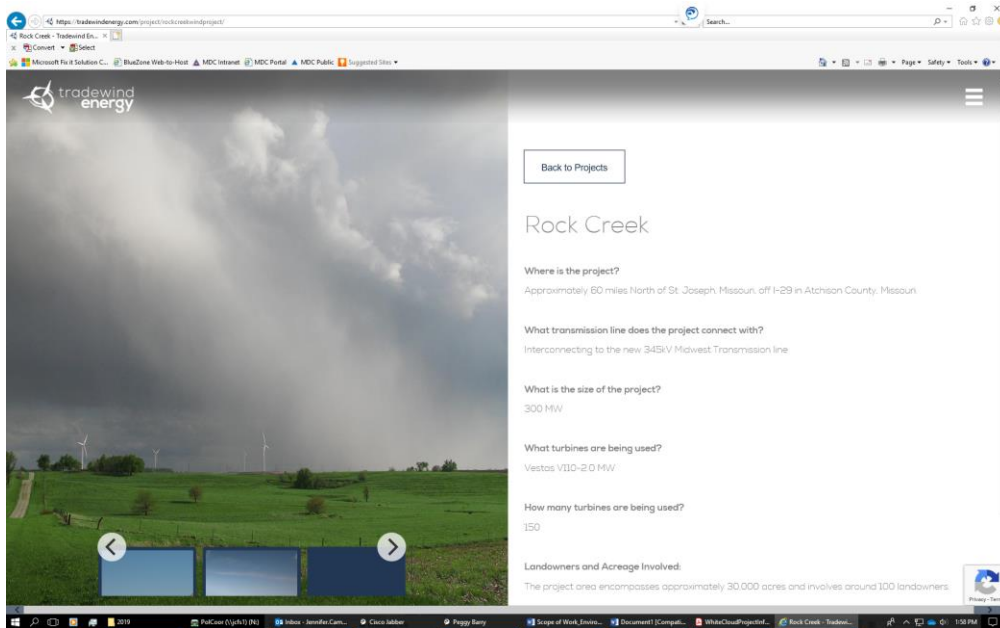 https://tradewindenergy.com/project/rockcreekwindproject/
Search...
Rock Creek - Tradewind En...
Convert
Select
Microsoft Fix it Solution C...
BlueZone Web-to-Host
MDC Intranet
MDC Portal
MDC Public
Suggested Sites
Page
Safety
Tools
tradewind
energy
Back to Projects
Rock Creek
Where is the project?
Approximately 60 miles North of St. Joseph, Missouri, off I-29 in Atchison County, Missouri
What transmission line does the project connect with?
Interconnecting to the new 345kV Midwest Transmission line
What is the size of the project?
300 MW
What turbines are being used?
Vestas V110-2.0 MW
How many turbines are being used?
150
Landowners and Acreage Involved:
The project area encompasses approximately 30,000 acres and involves around 100 landowners.
Privacy - Terms
2019
PolCoor (\\jcfs1) (N:)
Inbox - Jennifer.Cam...
Cisco Jabber
Peggy Barry
Scope of Work_Enviro...
Document1 [Compati...
WhiteCloudProjectInf...
Rock Creek - Tradewi...
1:50 PM